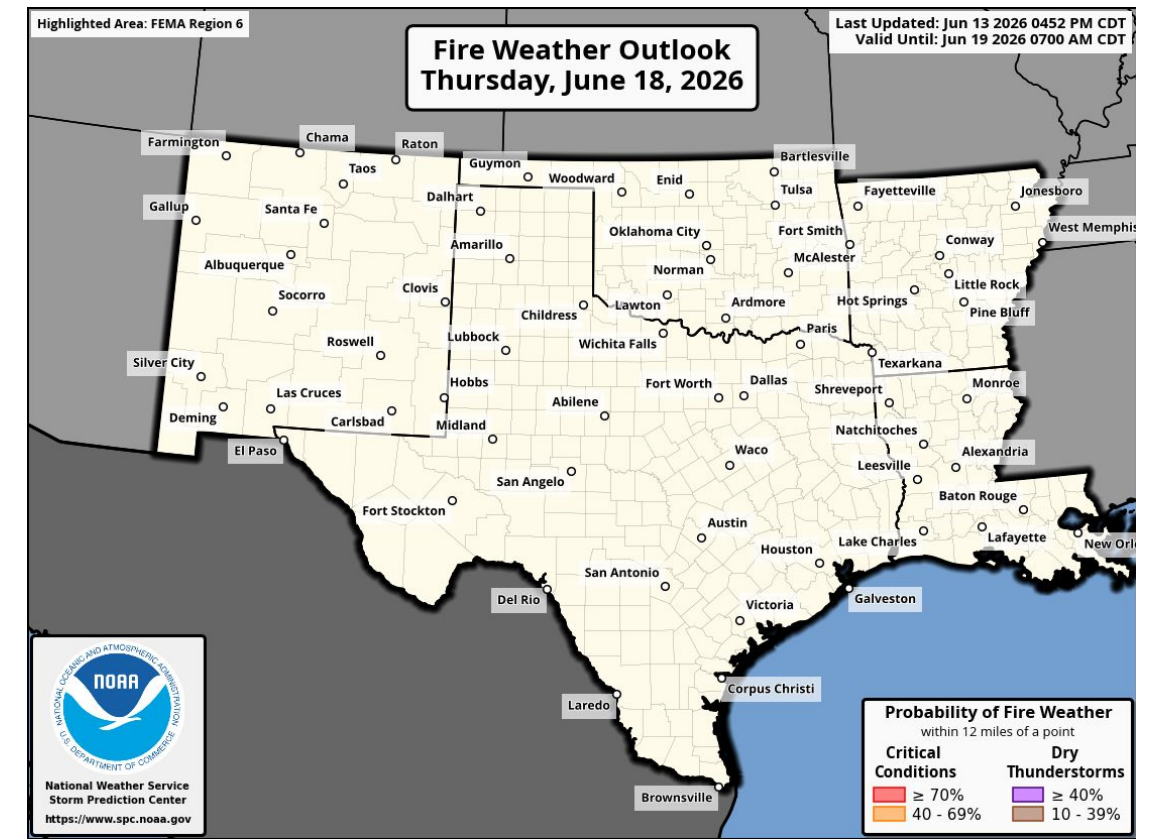 Highlighted Area: FEMA Region 6
Last Updated: Jun 13 2026 0452 PM CDT
Valid Until: Jun 19 2026 0700 AM CDT
Fire Weather Outlook
Thursday, June 18, 2026
Farmington
Chama
Raton
Taos
Guymon
Woodward
Enid
Bartlesville
Tulsa
Fayetteville
Jonesboro
Gallup
Santa Fe
Dalhart
West Memphis
Oklahoma City
Fort Smith
Conway
Amarillo
Albuquerque
Norman
McAlester
Little Rock
Socorro
Clovis
Childress
Lawton
Ardmore
Hot Springs
Pine Bluff
Roswell
Lubbock
Wichita Falls
Paris
Texarkana
Silver City
Las Cruces
Hobbs
Abilene
Fort Worth
Dallas
Shreveport
Monroe
Deming
Carlsbad
Midland
Natchitoches
El Paso
San Angelo
Waco
Leesville
Alexandria
Fort Stockton
Baton Rouge
Austin
Houston
Lake Charles
Lafayette
New Orl
San Antonio
Del Rio
Victoria
Galveston
Laredo
Corpus Christi
Brownsville
NATIONAL OCEANIC AND ATMOSPHERIC ADMINISTRATION
NOAA
U.S. DEPARTMENT OF COMMERCE
National Weather Service
Storm Prediction Center
https://www.spc.noaa.gov
Probability of Fire Weather
within 12 miles of a point
Critical Conditions
Dry Thunderstorms
≥ 70%
≥ 40%
40 - 69%
10 - 39%